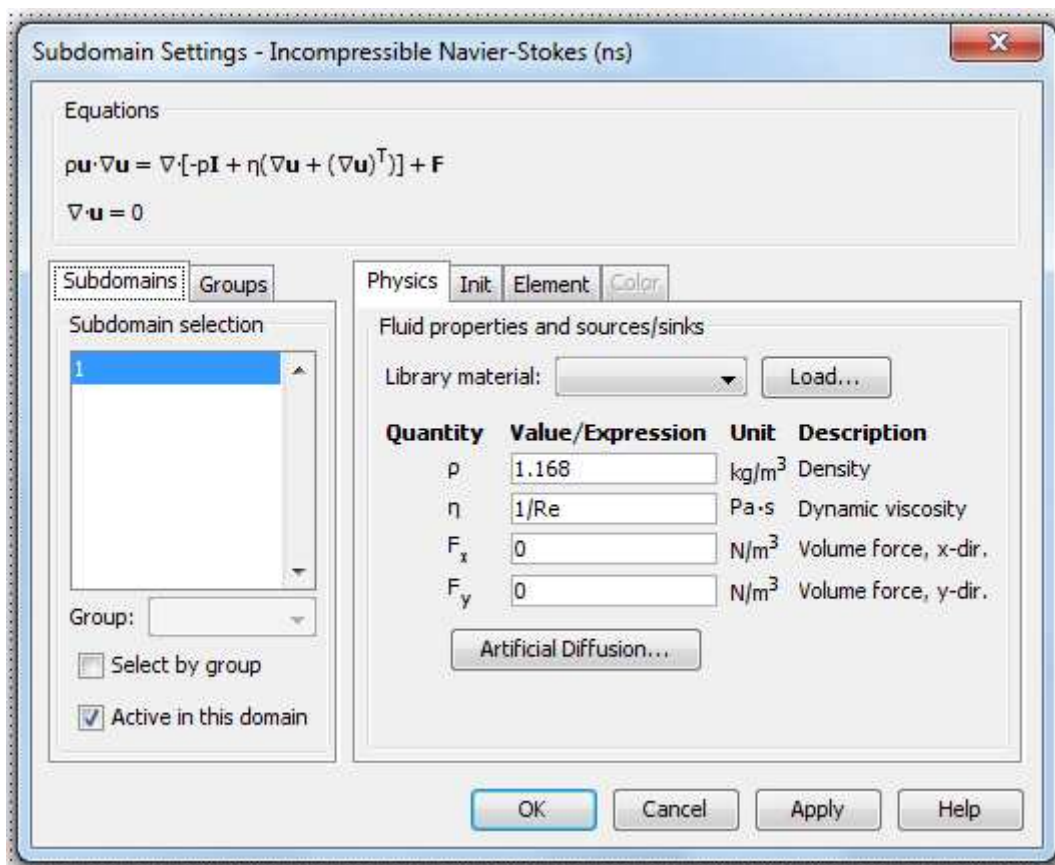 Subdomain Settings - Incompressible Navier-Stokes (ns)
Equations
ρu·∇u = ∇·[-pI + η(∇u + (∇u)ᵀ)] + F
∇·u = 0
Subdomains Groups
Subdomain selection
1
Group:
Select by group
Active in this domain
Physics Init Element Color
Fluid properties and sources/sinks
Library material: Load...
Quantity Value/Expression Unit Description
ρ 1.168 kg/m³ Density
η 1/Re Pa·s Dynamic viscosity
Fₓ 0 N/m³ Volume force, x-dir.
F_y 0 N/m³ Volume force, y-dir.
Artificial Diffusion...
OK Cancel Apply Help